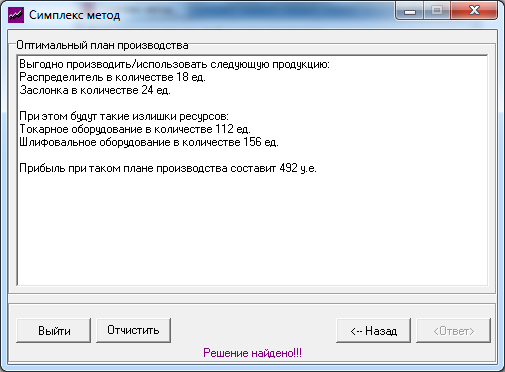 Симплекс метод
Оптимальный план производства
Выгодно производить/использовать следующую продукцию:
Распределитель в количестве 18 ед.
Заслонка в количестве 24 ед.
При этом будут такие излишки ресурсов:
Токарное оборудование в количестве 112 ед.
Шлифовальное оборудование в количестве 156 ед.
Прибыль при таком плане производства составит 492 у.е.
Выйти
Отчистить
<-- Назад
<Ответ>
Решение найдено!!!